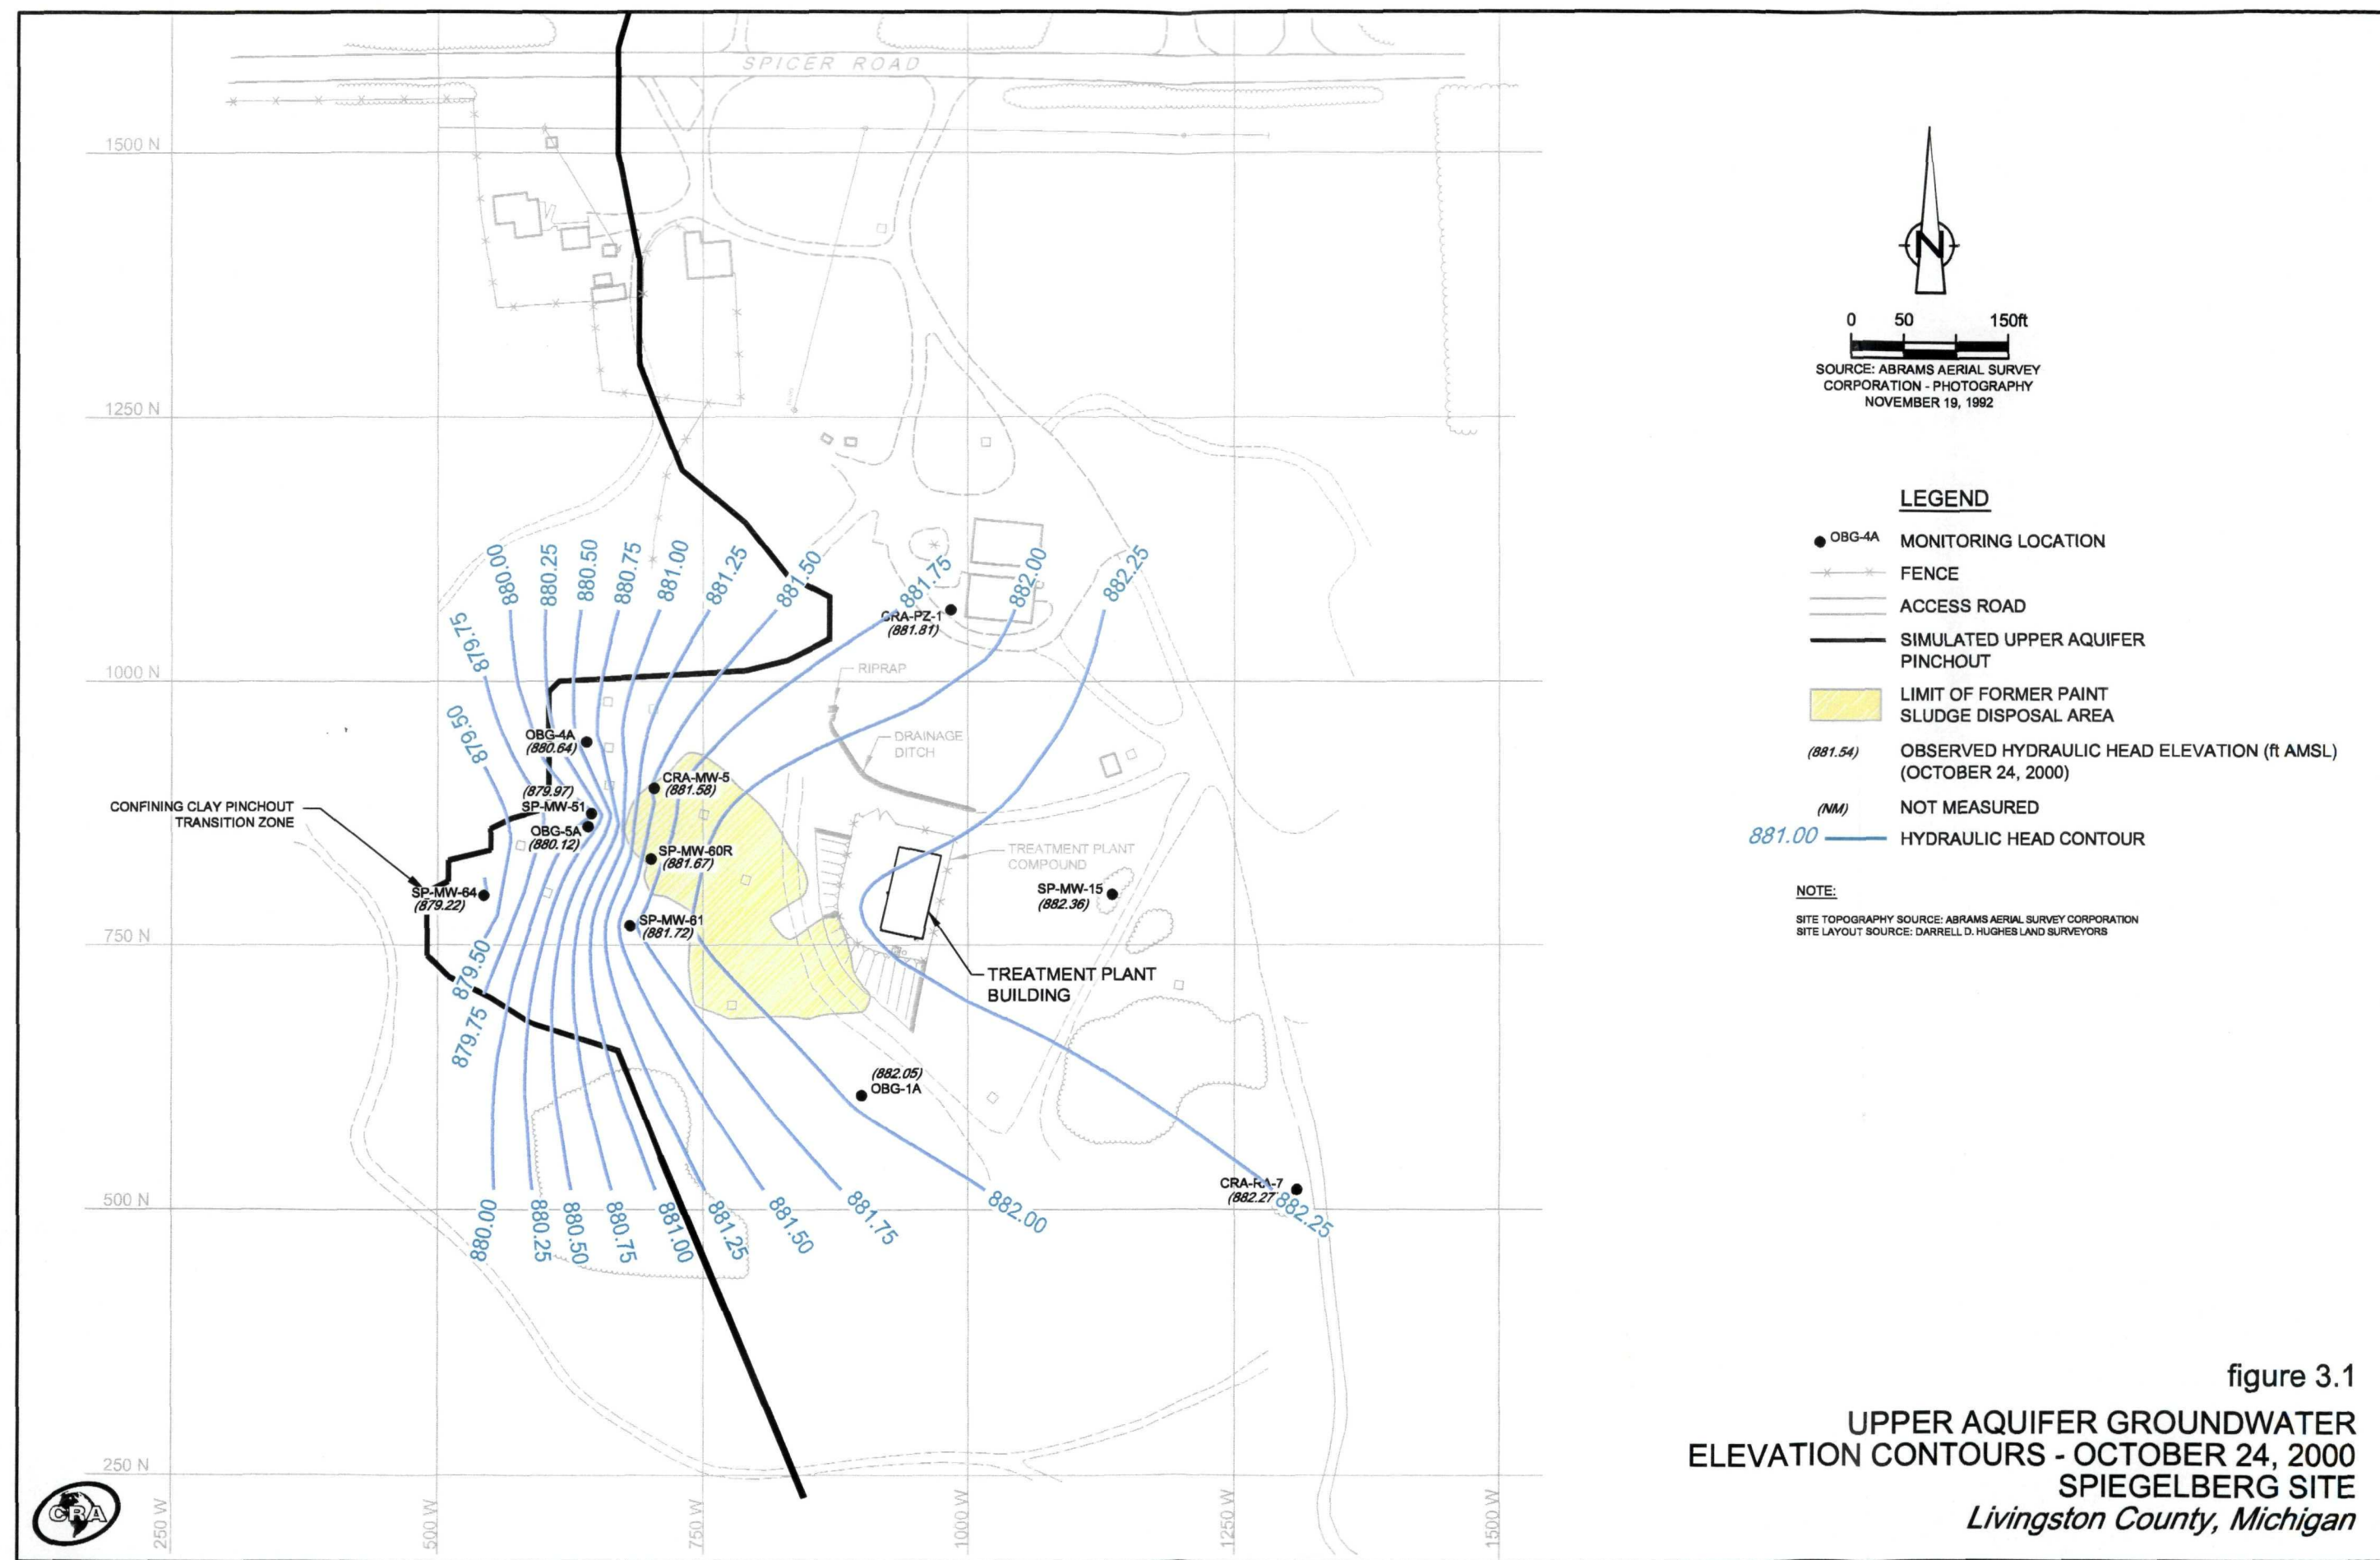 SPICER ROAD
1500 N
1250 N
1000 N
750 N
500 N
250 N
250 W
500 W
750 W
1000 W
1250 W
1500 W
880.00
880.25
880.50
880.75
881.00
881.25
881.50
881.75
882.00
882.25
879.75
879.50
CRA-PZ-1
(881.81)
RIPRAP
DRAINAGE
DITCH
OBG-4A
(880.64)
CRA-MW-5
(881.58)
(879.97)
SP-MW-51
OBG-5A
(880.12)
CONFINING CLAY PINCHOUT
TRANSITION ZONE
SP-MW-60R
(881.67)
TREATMENT PLANT
COMPOUND
SP-MW-64
(879.22)
SP-MW-15
(882.36)
SP-MW-61
(881.72)
TREATMENT PLANT
BUILDING
879.50
879.75
(882.05)
OBG-1A
CRA-RA-7
(882.27)
880.00
880.25
880.50
880.75
881.00
881.25
881.50
881.75
882.00
882.25
CRA
N
0 50 150ft
SOURCE: ABRAMS AERIAL SURVEY
CORPORATION - PHOTOGRAPHY
NOVEMBER 19, 1992
LEGEND
OBG-4A MONITORING LOCATION
FENCE
ACCESS ROAD
SIMULATED UPPER AQUIFER
PINCHOUT
LIMIT OF FORMER PAINT
SLUDGE DISPOSAL AREA
(881.54) OBSERVED HYDRAULIC HEAD ELEVATION (ft AMSL)
(OCTOBER 24, 2000)
(NM) NOT MEASURED
881.00 HYDRAULIC HEAD CONTOUR
NOTE:
SITE TOPOGRAPHY SOURCE: ABRAMS AERIAL SURVEY CORPORATION
SITE LAYOUT SOURCE: DARRELL D. HUGHES LAND SURVEYORS
figure 3.1
UPPER AQUIFER GROUNDWATER
ELEVATION CONTOURS - OCTOBER 24, 2000
SPIEGELBERG SITE
Livingston County, Michigan